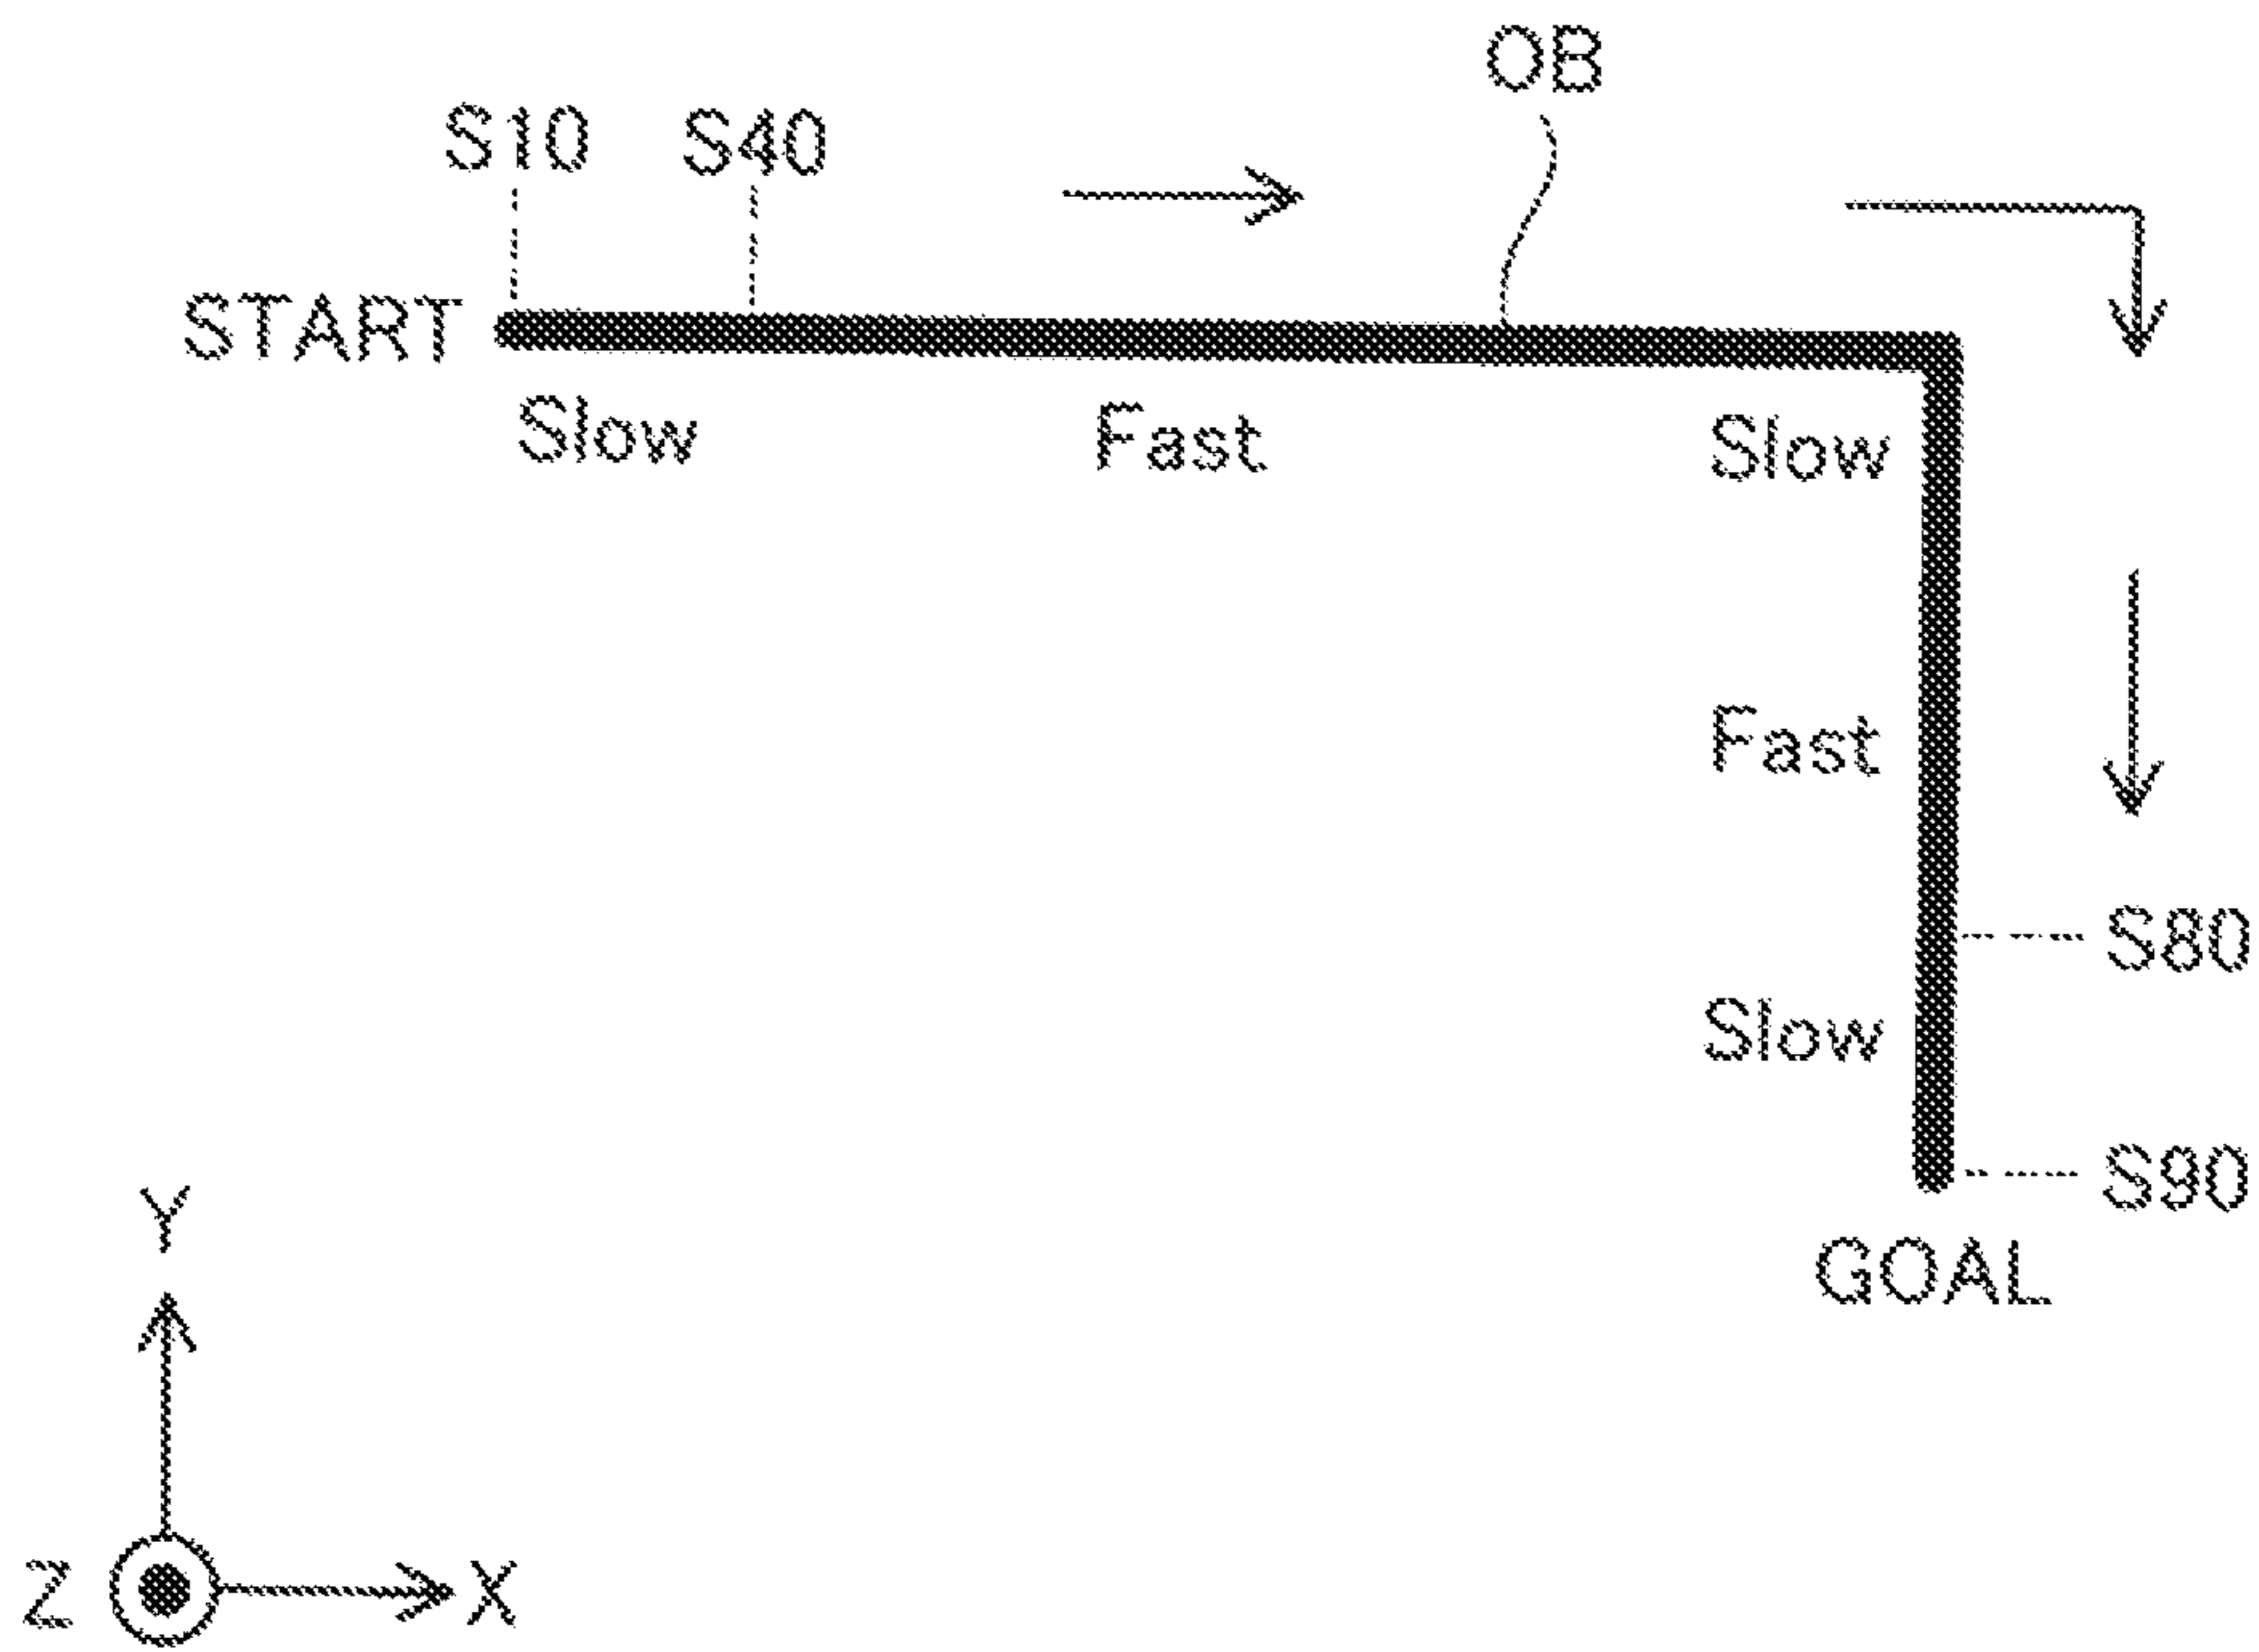 OB
S10 S40
START
Slow Fast Slow
Fast
S80
Slow
S90
GOAL
Y
Z X